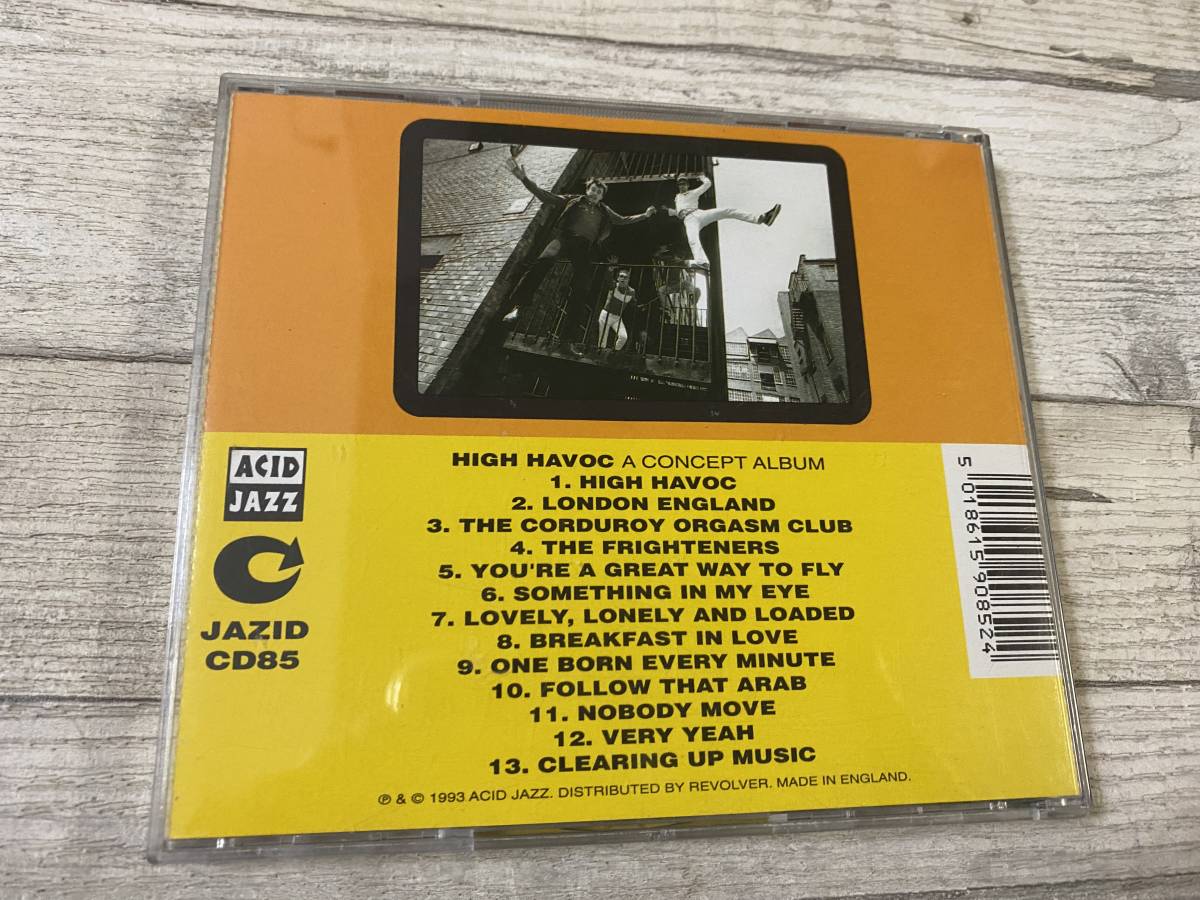 ACID
JAZZ
JAZID
CD85
HIGH HAVOC A CONCEPT ALBUM
1. HIGH HAVOC
2. LONDON ENGLAND
3. THE CORDUROY ORGASM CLUB
4. THE FRIGHTENERS
5. YOU'RE A GREAT WAY TO FLY
6. SOMETHING IN MY EYE
7. LOVELY, LONELY AND LOADED
8. BREAKFAST IN LOVE
9. ONE BORN EVERY MINUTE
10. FOLLOW THAT ARAB
11. NOBODY MOVE
12. VERY YEAH
13. CLEARING UP MUSIC
℗ & © 1993 ACID JAZZ. DISTRIBUTED BY REVOLVER. MADE IN ENGLAND.
5 018615 908524